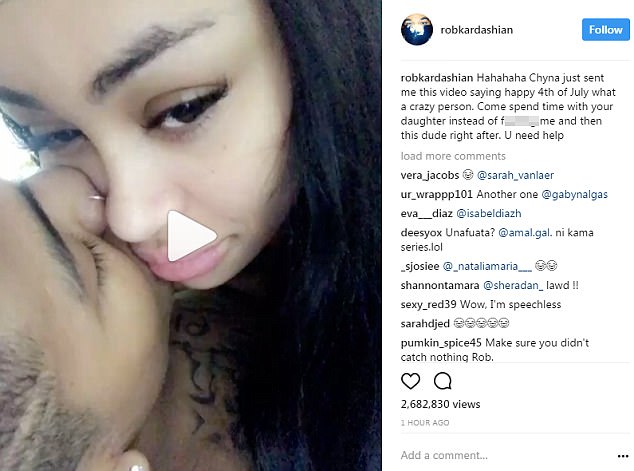 robkardashian
Follow
robkardashian Hahahaha Chyna just sent
me this video saying happy 4th of July what
a crazy person. Come spend time with your
daughter instead of f me and then
this dude right after. U need help
load more comments
vera_jacobs 😂 @sarah_vanlaer
ur_wrappp101 Another one @gabynalgas
eva___diaz @isabeldiazh
deesyox Unafuata? @amal.gal. ni kama
series.lol
_sjosiee @_nataliamaria___ 😂😂
shannontamara @sheradan_ lawd !!
sexy_red39 Wow, I'm speechless
sarahdjed 😂😂😂😂😂
pumkin_spice45 Make sure you didn't
catch nothing Rob.
2,682,830 views
1 HOUR AGO
Add a comment...